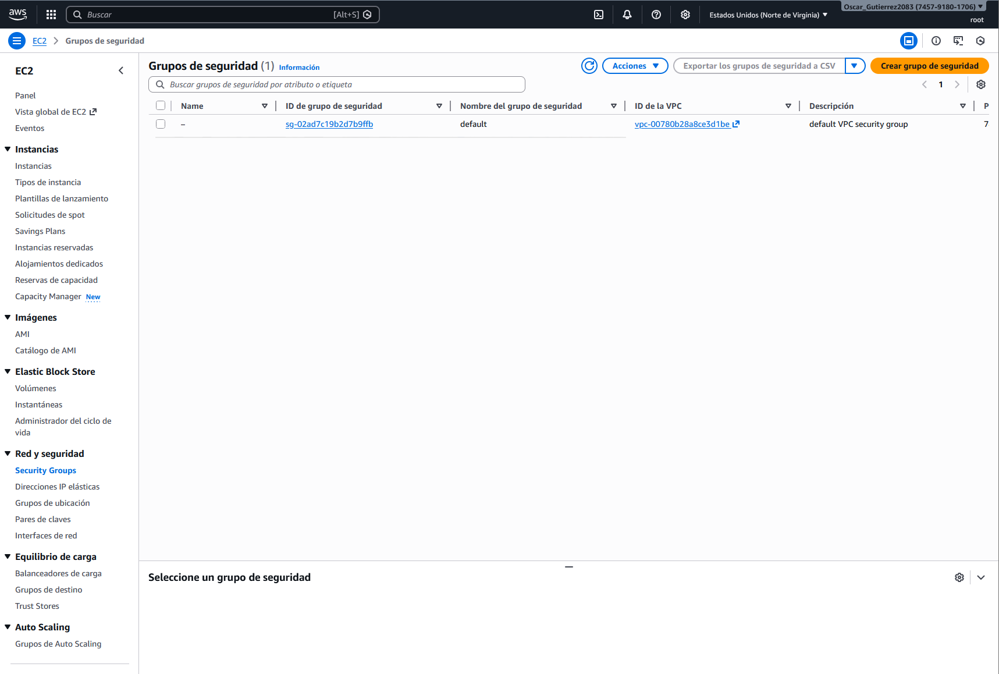 aws
Buscar
[Alt+S]
Estados Unidos (Norte de Virginia)
Oscar_Gutierrez2083 (7457-9180-1706)
root
EC2
Grupos de seguridad
EC2
Panel
Vista global de EC2
Eventos
Instancias
Instancias
Tipos de instancia
Plantillas de lanzamiento
Solicitudes de spot
Savings Plans
Instancias reservadas
Alojamientos dedicados
Reservas de capacidad
Capacity Manager New
Imágenes
AMI
Catálogo de AMI
Elastic Block Store
Volúmenes
Instantáneas
Administrador del ciclo de
vida
Red y seguridad
Security Groups
Direcciones IP elásticas
Grupos de ubicación
Pares de claves
Interfaces de red
Equilibrio de carga
Balanceadores de carga
Grupos de destino
Trust Stores
Auto Scaling
Grupos de Auto Scaling
Grupos de seguridad (1) Información
Acciones
Exportar los grupos de seguridad a CSV
Crear grupo de seguridad
Buscar grupos de seguridad por atributo o etiqueta
1
Name ID de grupo de seguridad Nombre del grupo de seguridad ID de la VPC Descripción P
– sg-02ad7c19b2d7b9ffb default vpc-00780b28a8ce3d1be default VPC security group 7
Seleccione un grupo de seguridad